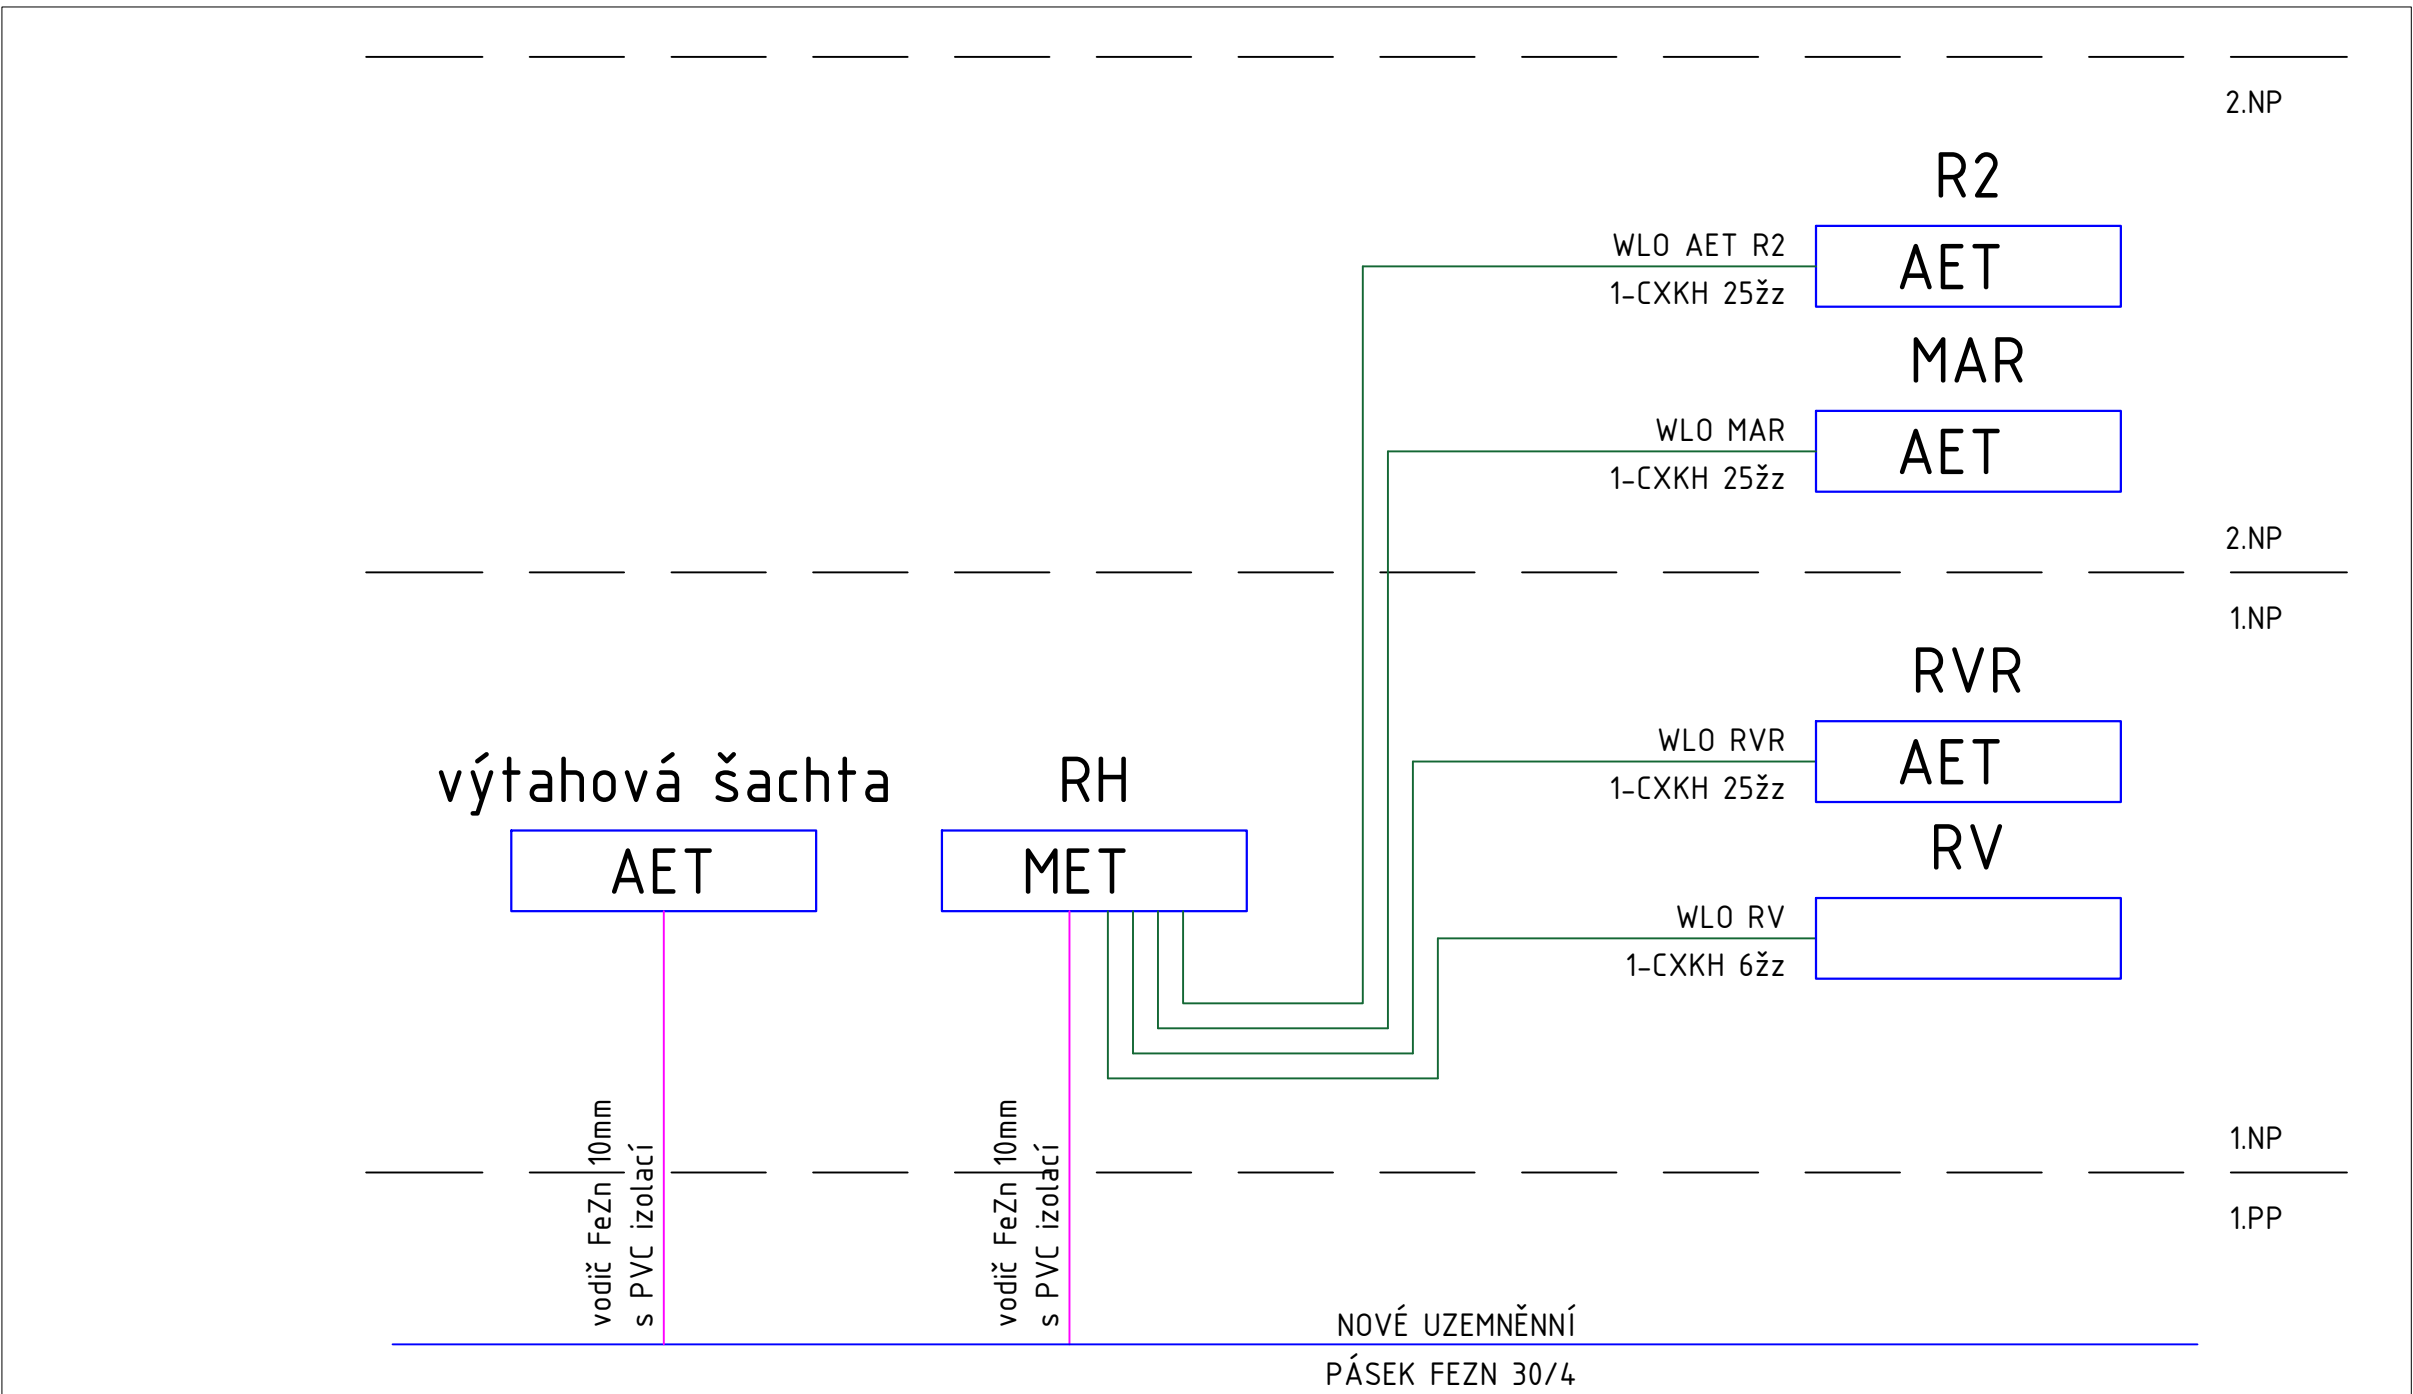 2.NP
R2
WLO AET R2
AET
1-CXKH 25žz
MAR
WLO MAR
AET
1-CXKH 25žz
2.NP
1.NP
RVR
WLO RVR
AET
1-CXKH 25žz
výtahová šachta
RH
AET
MET
RV
WLO RV
1-CXKH 6žz
vodič FeZn 10mm
s PVC izolací
vodič FeZn 10mm
s PVC izolací
1.NP
1.PP
NOVÉ UZEMNĚNNÍ
PÁSEK FEZN 30/4